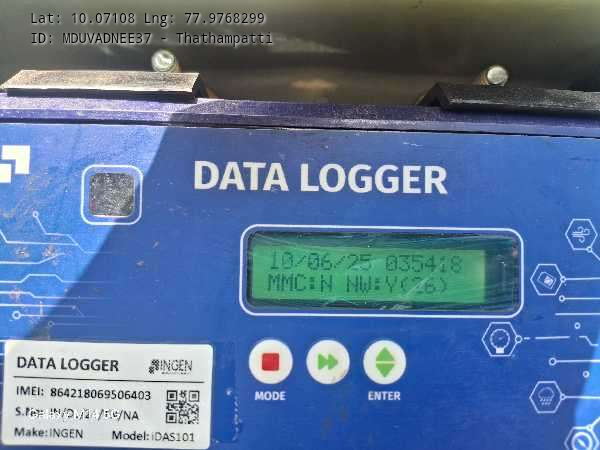 Lat: 10.07108 Lng: 77.9768299
ID: MDUVADNEE37 - Thathampatti
DATA LOGGER
10/06/25 035418
MMC:N NW:Y(26)
MODE
ENTER
DATA LOGGER INGEN
IMEI: 864218069506403
Make: INGEN Model: iDAS101